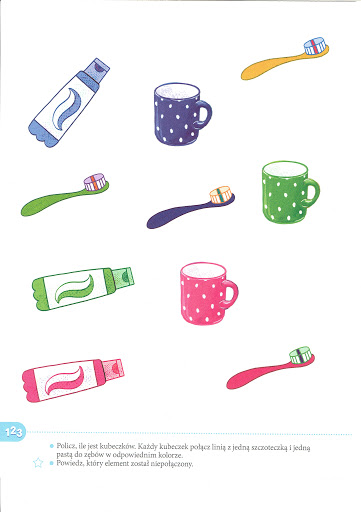 123
Policz, ile jest kubeczków. Każdy kubeczek połącz linią z jedną szczoteczką i jedną
pastą do zębów w odpowiednim kolorze.
Powiedz, który element został niepołączony.